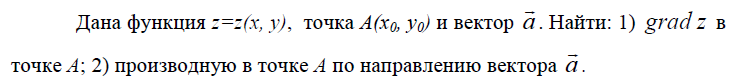 Дана функция z=z(x, y), точка A(x₀, y₀) и вектор a⃗. Найти: 1) grad z в
точке A; 2) производную в точке A по направлению вектора a⃗.